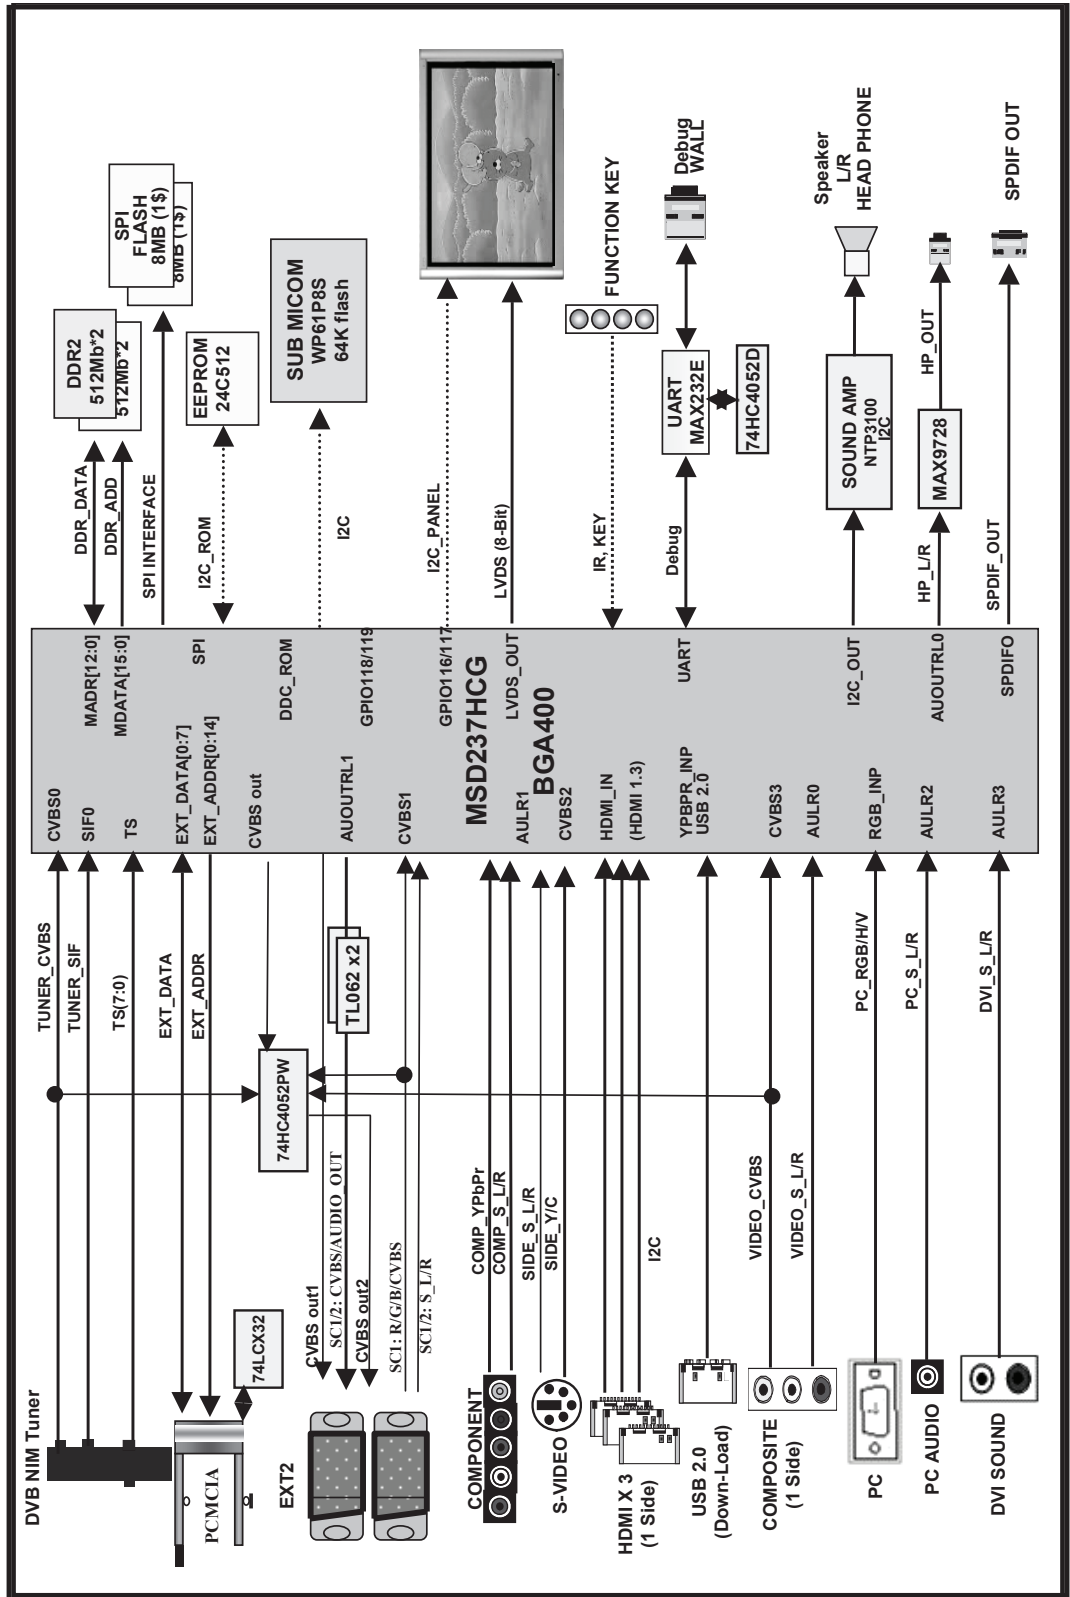 DVB NIM Tuner
PCMCIA
74LCX32
EXT2
COMPONENT
S-VIDEO
HDMI X 3
(1 Side)
USB 2.0
(Down-Load)
COMPOSITE
(1 Side)
PC
PC AUDIO
DVI SOUND
TUNER_CVBS
TUNER_SIF
TS(7:0)
EXT_DATA
EXT_ADDR
74HC4052PW
TL062 x2
CVBS out1
SC1/2: CVBS/AUDIO_OUT
CVBS out2
SC1: R/G/B/CVBS
SC1/2: S_L/R
COMP_YPbPr
COMP_S_L/R
SIDE_S_L/R
SIDE_Y/C
I2C
VIDEO_CVBS
VIDEO_S_L/R
PC_RGB/H/V
PC_S_L/R
DVI_S_L/R
CVBS0
SIF0
TS
EXT_DATA[0:7]
EXT_ADDR[0:14]
CVBS out
AUOUTRL1
CVBS1
MSD237HCG
AULR1
BGA400
CVBS2
HDMI_IN
(HDMI 1.3)
YPBPR_INP
USB 2.0
CVBS3
AULR0
RGB_INP
AULR2
AULR3
MADR[12:0]
MDATA[15:0]
SPI
DDC_ROM
GPIO118/119
GPIO116/117
LVDS_OUT
UART
I2C_OUT
AUOUTRL0
SPDIFO
DDR_DATA
DDR_ADD
SPI INTERFACE
I2C_ROM
I2C
I2C_PANEL
LVDS (8-Bit)
IR, KEY
Debug
HP_L/R
SPDIF_OUT
DDR2
512Mb*2
512Mb*2
SPI
FLASH
8MB (1$)
8MB (1$)
EEPROM
24C512
SUB MICOM
WP61P8S
64K flash
FUNCTION KEY
UART
MAX232E
74HC4052D
Debug
WALL
SOUND AMP
NTP3100
I2C
MAX9728
HP_OUT
Speaker
L/R
HEAD PHONE
SPDIF OUT